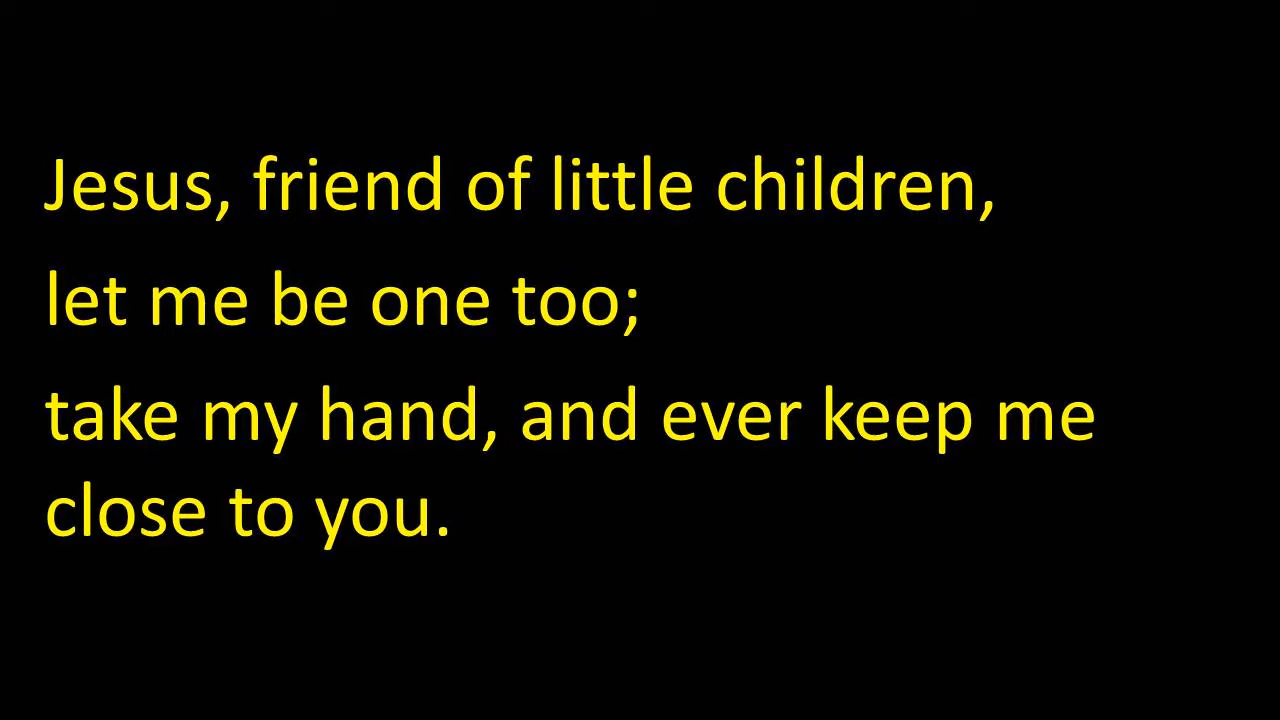 Jesus, friend of little children,
let me be one too;
take my hand, and ever keep me
close to you.